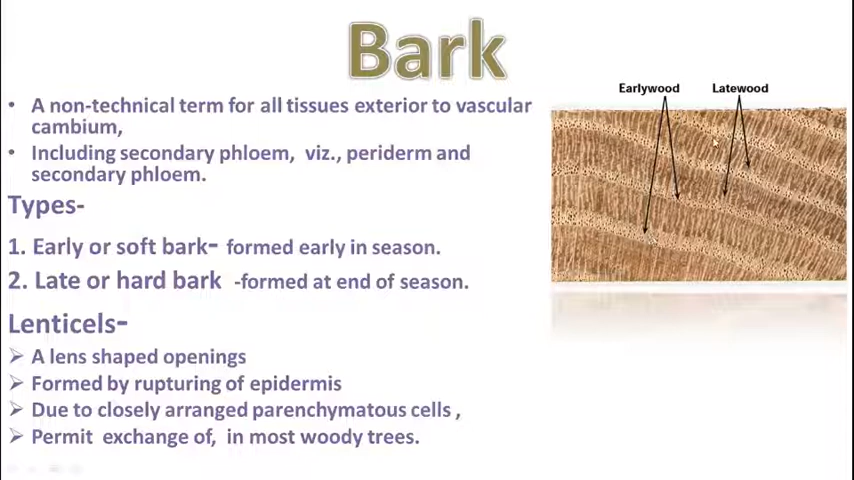 Bark
• A non-technical term for all tissues exterior to vascular
cambium,
• Including secondary phloem, viz., periderm and
secondary phloem.
Types-
1. Early or soft bark- formed early in season.
2. Late or hard bark -formed at end of season.
Lenticels-
➢ A lens shaped openings
➢ Formed by rupturing of epidermis
➢ Due to closely arranged parenchymatous cells ,
➢ Permit exchange of, in most woody trees.
Earlywood Latewood